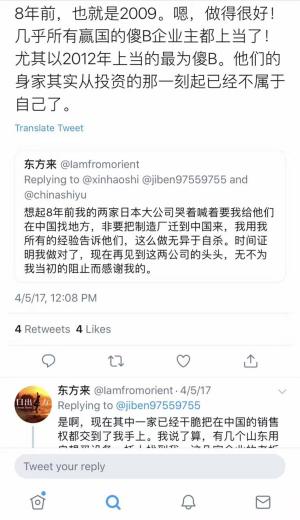 8年前，也就是2009。嗯，做得很好！
几乎所有赢国的傻B企业主都上当了！
尤其以2012年上当的最为傻B。他们的
身家其实从投资的那一刻起已经不属于
自己了。
Translate Tweet
东方来 @Iamfromorient
Replying to @xinhaoshi @jiben97559755 and
@chinashiyu
想起8年前我的两家日本大公司哭着喊着要我给他们
在中国找地方，非要把制造厂迁到中国来，我用我
所有的经验告诉他们，这么做无异于自杀。时间证
明我做对了，现在再见到这两公司的头头，无不为
我当初的阻止而感谢我的。
4/5/17, 12:08 PM
4 Retweets 4 Likes
东方来 @Iamfromorient · 4/5/17
Replying to @jiben97559755
是啊，现在其中一家已经干脆把在中国的销售
权都交到了我手上。我说了算，有几个山东用
Tweet your reply